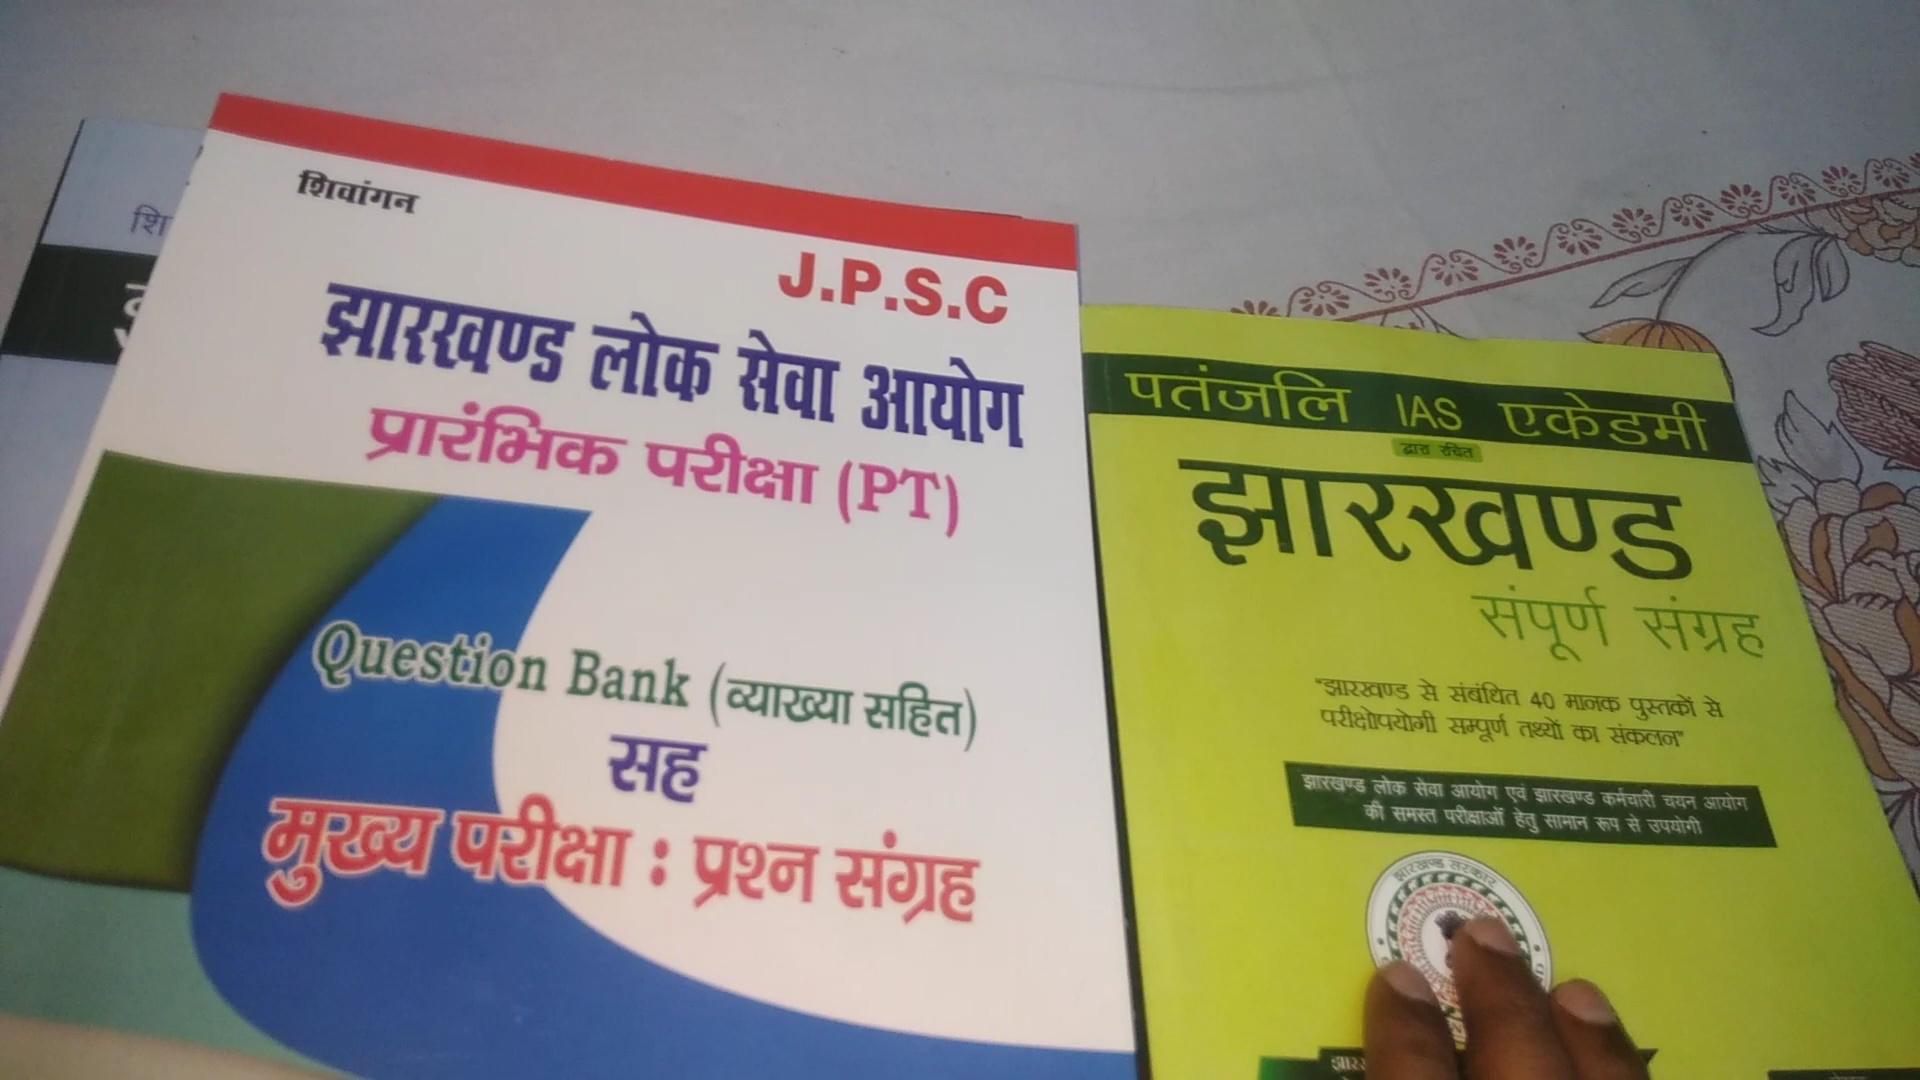 शि
शिवांगन
J.P.S.C
झारखण्ड लोक सेवा आयोग
प्रारंभिक परीक्षा (PT)
Question Bank (व्याख्या सहित)
सह
मुख्य परीक्षा : प्रश्न संग्रह
पतंजलि IAS एकेडमी
द्वारा रचित
झारखण्ड
संपूर्ण संग्रह
"झारखण्ड से संबंधित 40 मानक पुस्तकों से
परीक्षोपयोगी सम्पूर्ण तथ्यों का संकलन"
झारखण्ड लोक सेवा आयोग एवं झारखण्ड कर्मचारी चयन आयोग
की समस्त परीक्षाओं हेतु सामान रूप से उपयोगी
झारखण्ड सरकार
झार